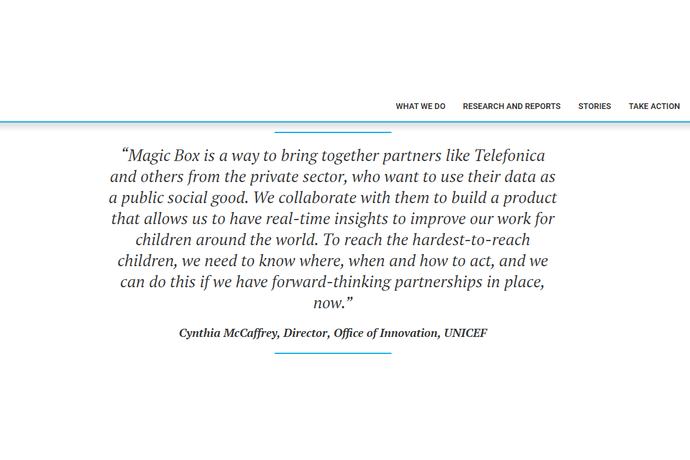 WHAT WE DO RESEARCH AND REPORTS STORIES TAKE ACTION
“Magic Box is a way to bring together partners like Telefonica
and others from the private sector, who want to use their data as
a public social good. We collaborate with them to build a product
that allows us to have real-time insights to improve our work for
children around the world. To reach the hardest-to-reach
children, we need to know where, when and how to act, and we
can do this if we have forward-thinking partnerships in place,
now.”
Cynthia McCaffrey, Director, Office of Innovation, UNICEF